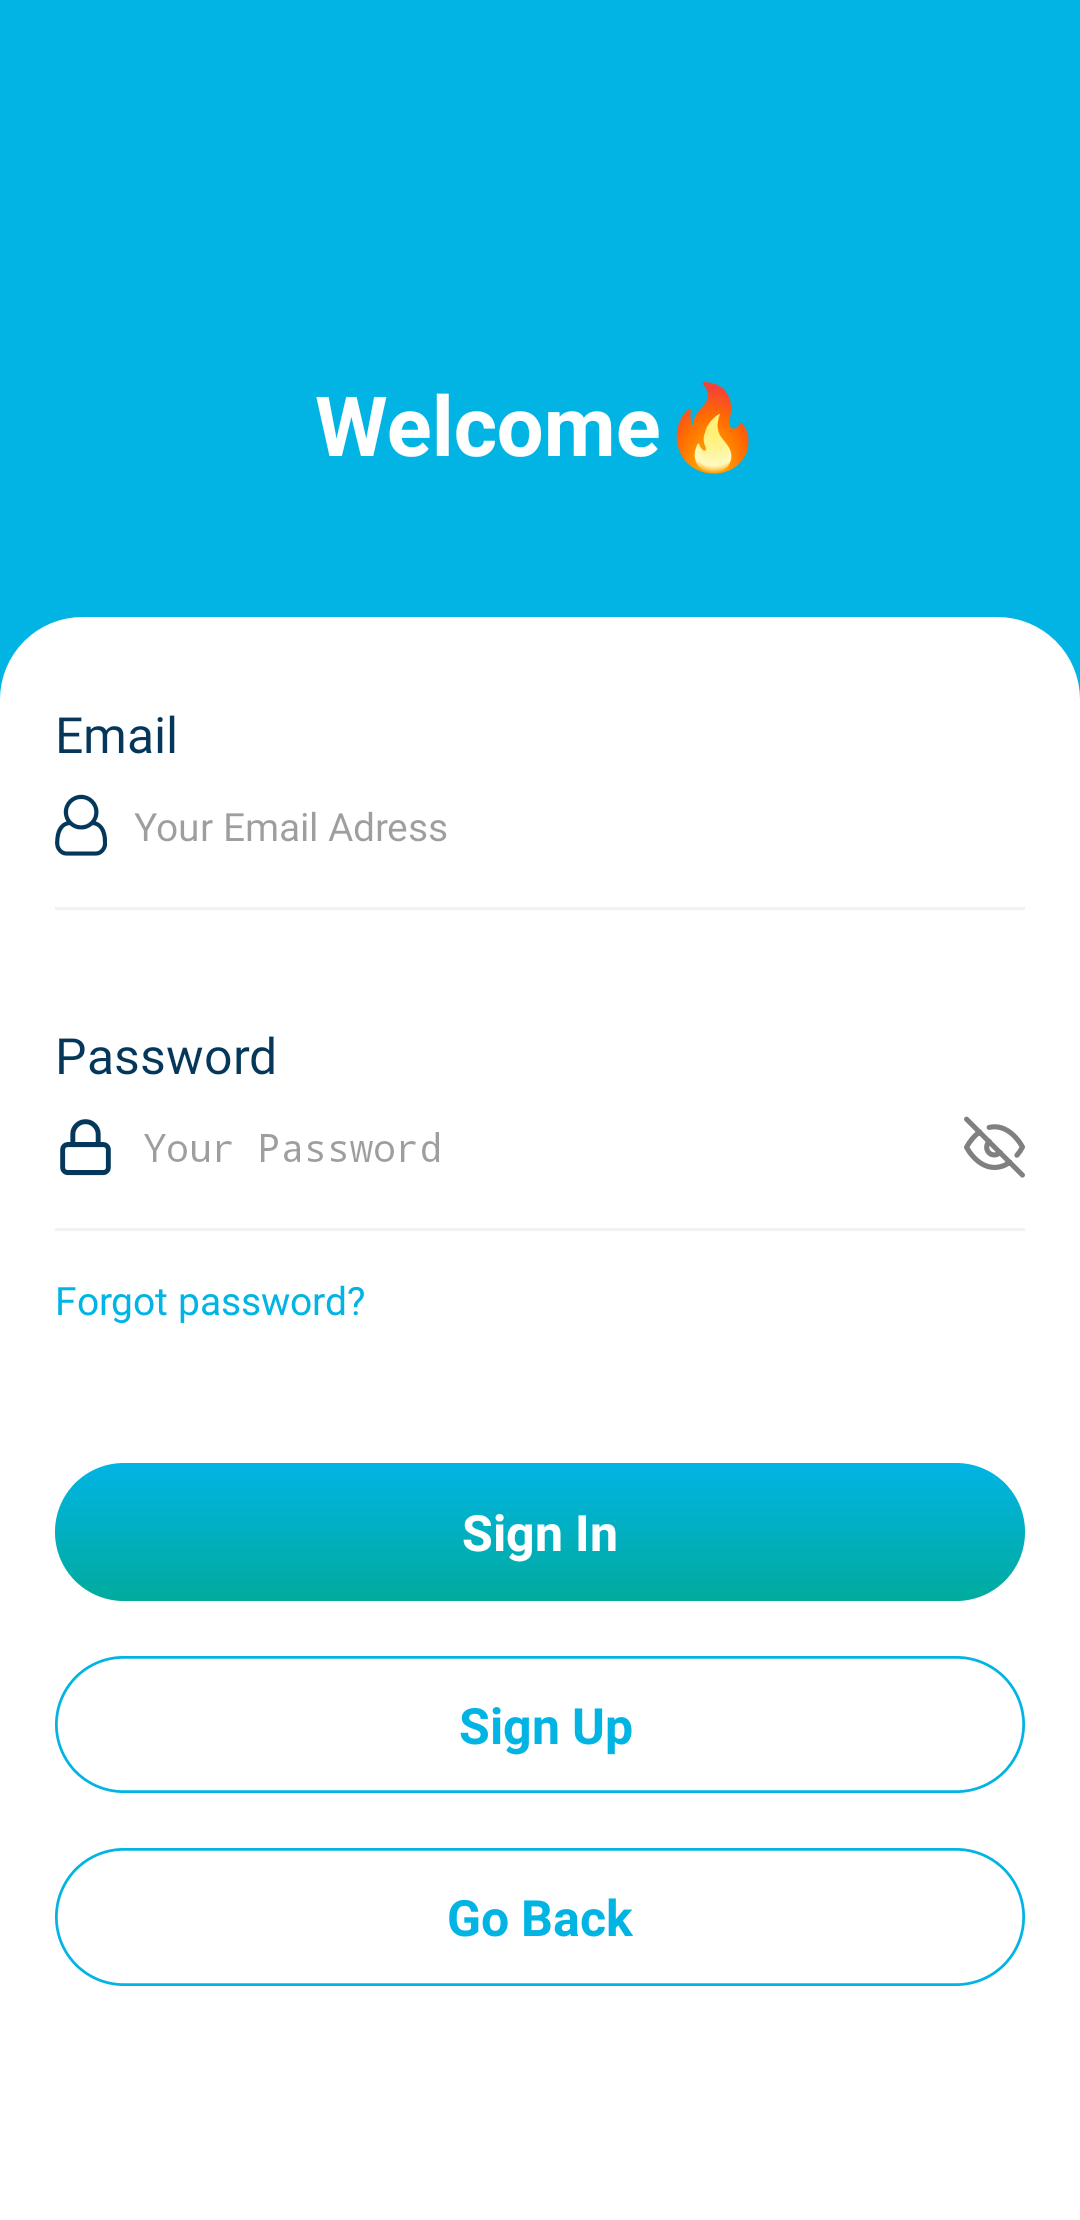 Welcome🔥
Email
Your Email Adress
Password
Your Password
Forgot password?
Sign In
Sign Up
Go Back